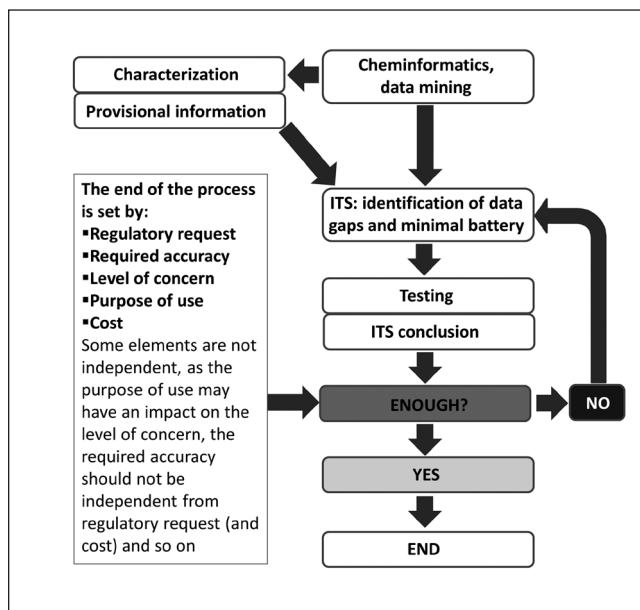 Characterization
Provisional information
Cheminformatics,
data mining
ITS: identification of data
gaps and minimal battery
Testing
ITS conclusion
The end of the process
is set by:
▪Regulatory request
▪Required accuracy
▪Level of concern
▪Purpose of use
▪Cost
Some elements are not
independent, as the
purpose of use may
have an impact on the
level of concern, the
required accuracy
should not be
independent from
regulatory request (and
cost) and so on
ENOUGH?
NO
YES
END